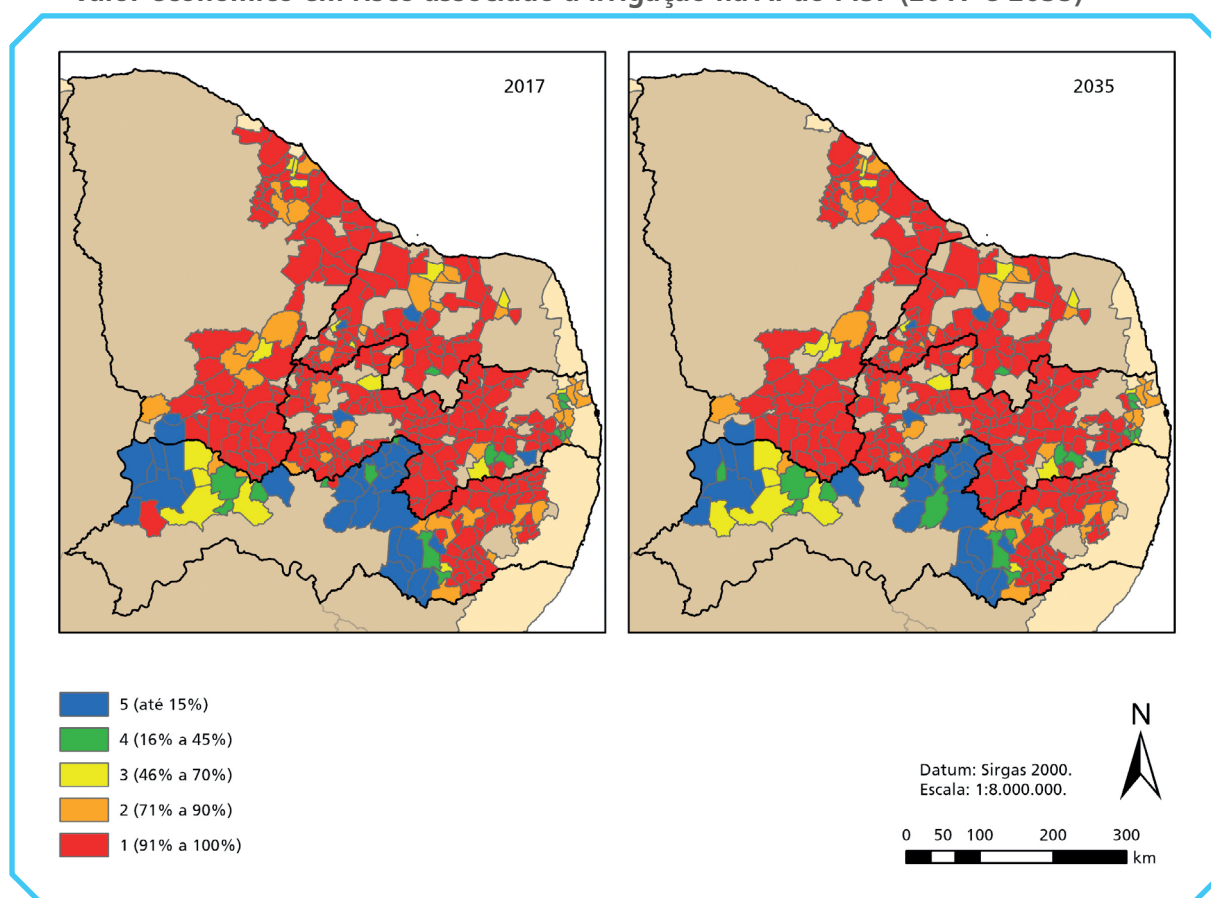 2017
2035
5 (até 15%)
4 (16% a 45%)
3 (46% a 70%)
2 (71% a 90%)
1 (91% a 100%)
N
Datum: Sirgas 2000.
Escala: 1:8.000.000.
0 50 100 200 300
km